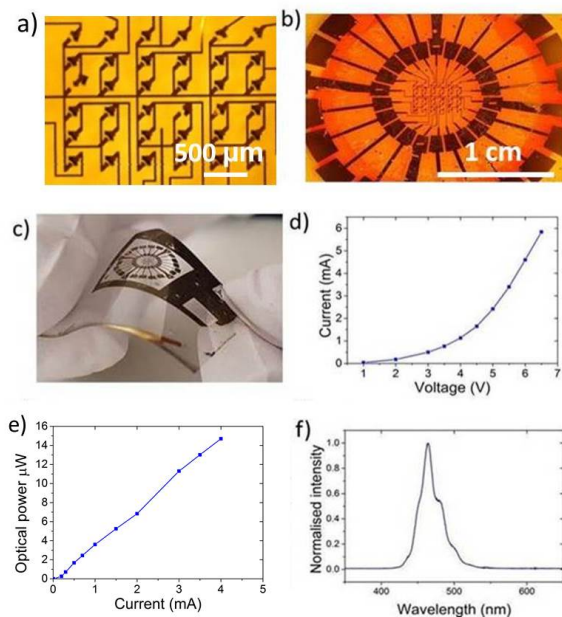 a)
500 µm
b)
1 cm
c)
d)
Current (mA)
6
5
4
3
2
1
0
0 1 2 3 4 5 6 7
Voltage (V)
e)
Optical power µW
16
14
12
10
8
6
4
2
0
0 1 2 3 4 5
Current (mA)
f)
Normalised intensity
1.0
0.8
0.6
0.4
0.2
0.0
400 500 600
Wavelength (nm)